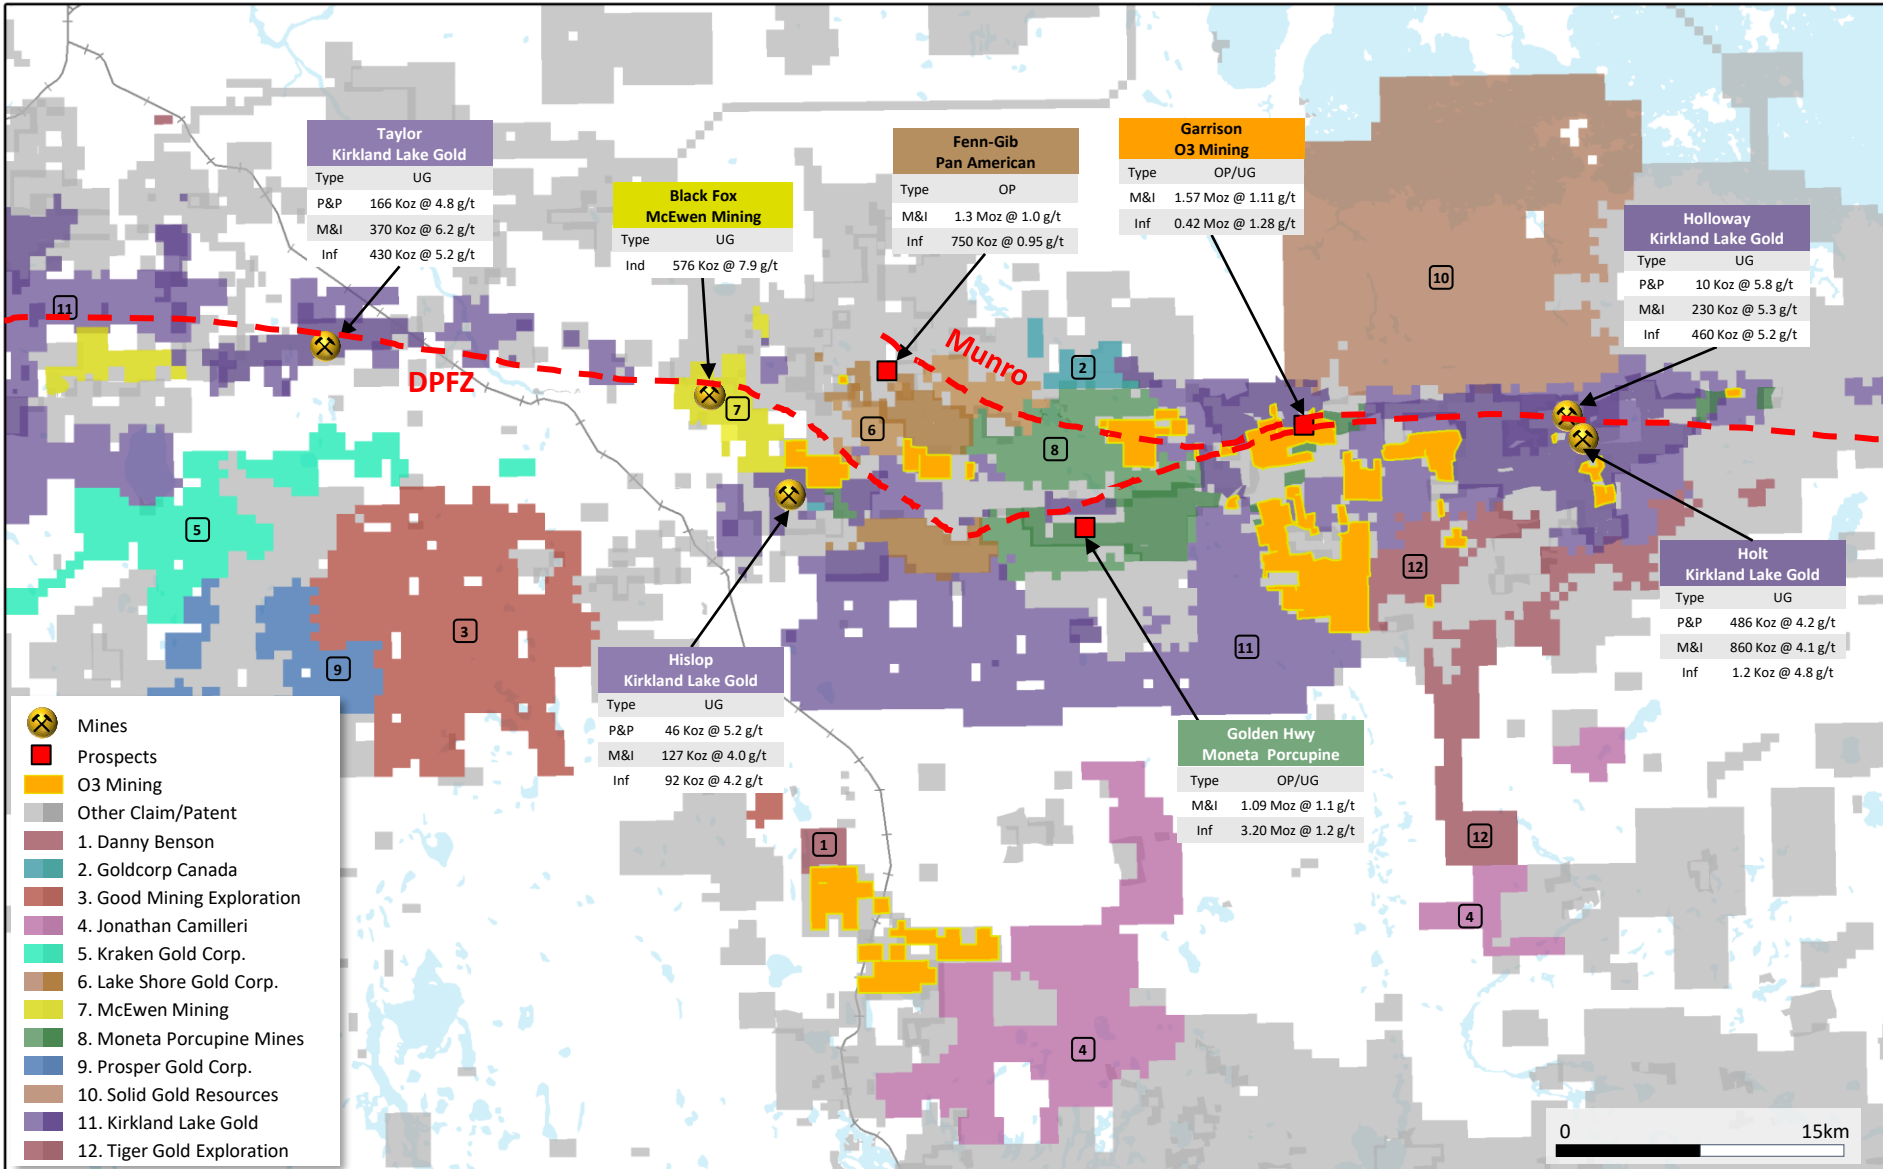 Taylor
Kirkland Lake Gold
Type UG
P&P 166 Koz @ 4.8 g/t
M&I 370 Koz @ 6.2 g/t
Inf 430 Koz @ 5.2 g/t
Black Fox
McEwen Mining
Type UG
Ind 576 Koz @ 7.9 g/t
Fenn-Gib
Pan American
Type OP
M&I 1.3 Moz @ 1.0 g/t
Inf 750 Koz @ 0.95 g/t
Garrison
O3 Mining
Type OP/UG
M&I 1.57 Moz @ 1.11 g/t
Inf 0.42 Moz @ 1.28 g/t
Holloway
Kirkland Lake Gold
Type UG
P&P 10 Koz @ 5.8 g/t
M&I 230 Koz @ 5.3 g/t
Inf 460 Koz @ 5.2 g/t
10
11
DPFZ
Munro
2
7
6
8
5
12
3
9
11
Holt
Kirkland Lake Gold
Type UG
P&P 486 Koz @ 4.2 g/t
M&I 860 Koz @ 4.1 g/t
Inf 1.2 Koz @ 4.8 g/t
Hislop
Kirkland Lake Gold
Type UG
P&P 46 Koz @ 5.2 g/t
M&I 127 Koz @ 4.0 g/t
Inf 92 Koz @ 4.2 g/t
Golden Hwy
Moneta Porcupine
Type OP/UG
M&I 1.09 Moz @ 1.1 g/t
Inf 3.20 Moz @ 1.2 g/t
1
12
4
4
Mines
Prospects
O3 Mining
Other Claim/Patent
1. Danny Benson
2. Goldcorp Canada
3. Good Mining Exploration
4. Jonathan Camilleri
5. Kraken Gold Corp.
6. Lake Shore Gold Corp.
7. McEwen Mining
8. Moneta Porcupine Mines
9. Prosper Gold Corp.
10. Solid Gold Resources
11. Kirkland Lake Gold
12. Tiger Gold Exploration
0 15km